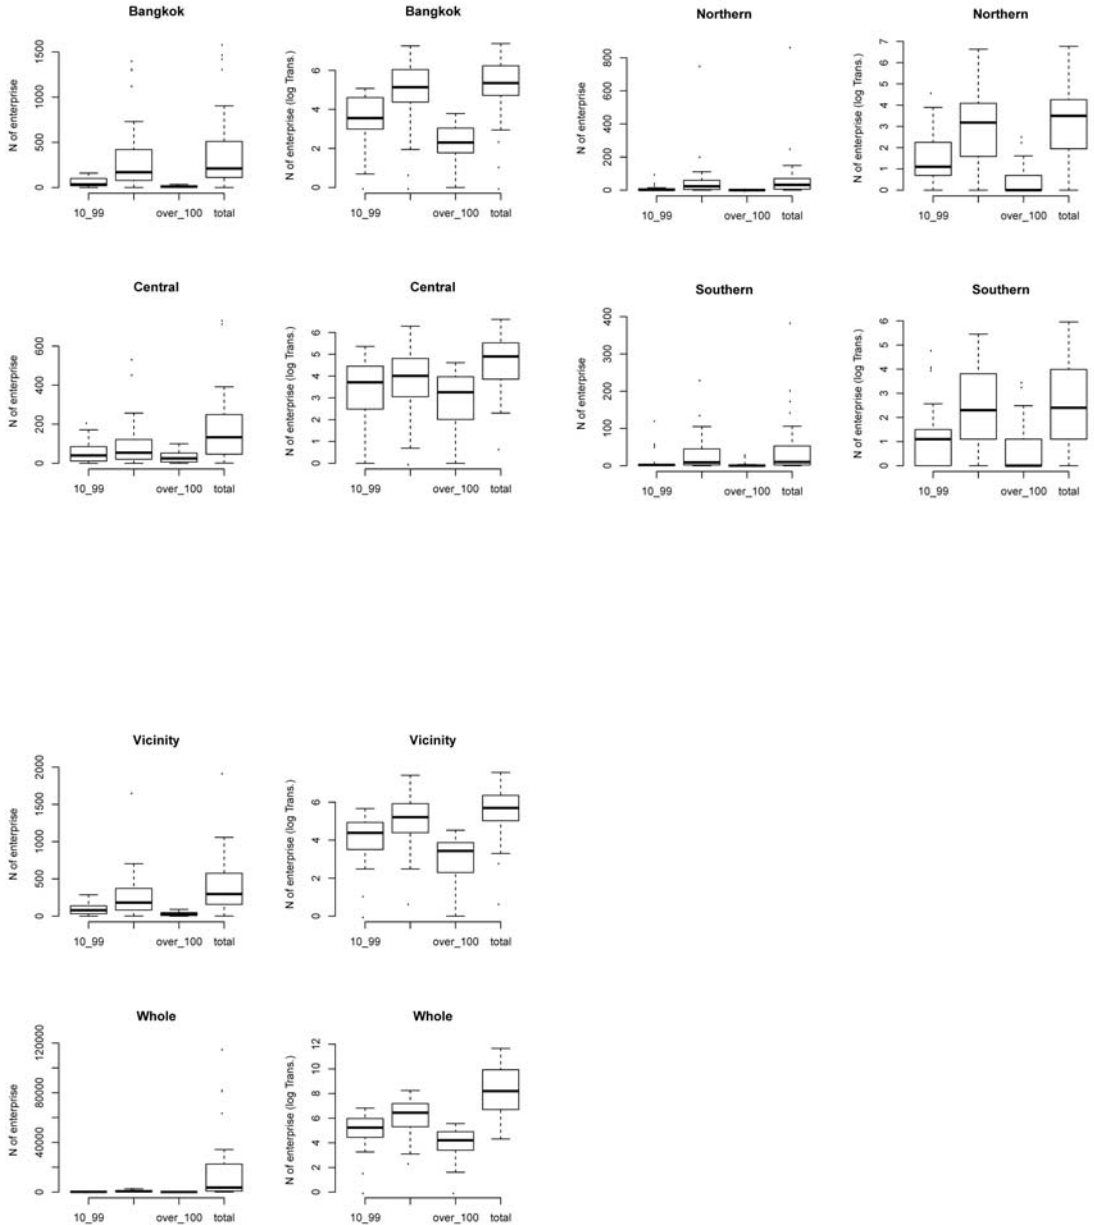 Bangkok
N of enterprise
0 500 1000 1500
10_99 over_100 total
Bangkok
N of enterprise (log Trans.)
0 2 4 6
10_99 over_100 total
Northern
N of enterprise
0 200 400 600 800
10_99 over_100 total
Northern
N of enterprise (log Trans.)
0 1 2 3 4 5 6 7
10_99 over_100 total
Central
N of enterprise
0 200 400 600
10_99 over_100 total
Central
N of enterprise (log Trans.)
0 1 2 3 4 5 6
10_99 over_100 total
Southern
N of enterprise
0 100 200 300 400
10_99 over_100 total
Southern
N of enterprise (log Trans.)
0 1 2 3 4 5 6
10_99 over_100 total
Vicinity
N of enterprise
0 500 1000 1500 2000
10_99 over_100 total
Vicinity
N of enterprise (log Trans.)
0 2 4 6
10_99 over_100 total
Whole
N of enterprise
0 40000 80000 120000
10_99 over_100 total
Whole
N of enterprise (log Trans.)
0 2 4 6 8 10 12
10_99 over_100 total